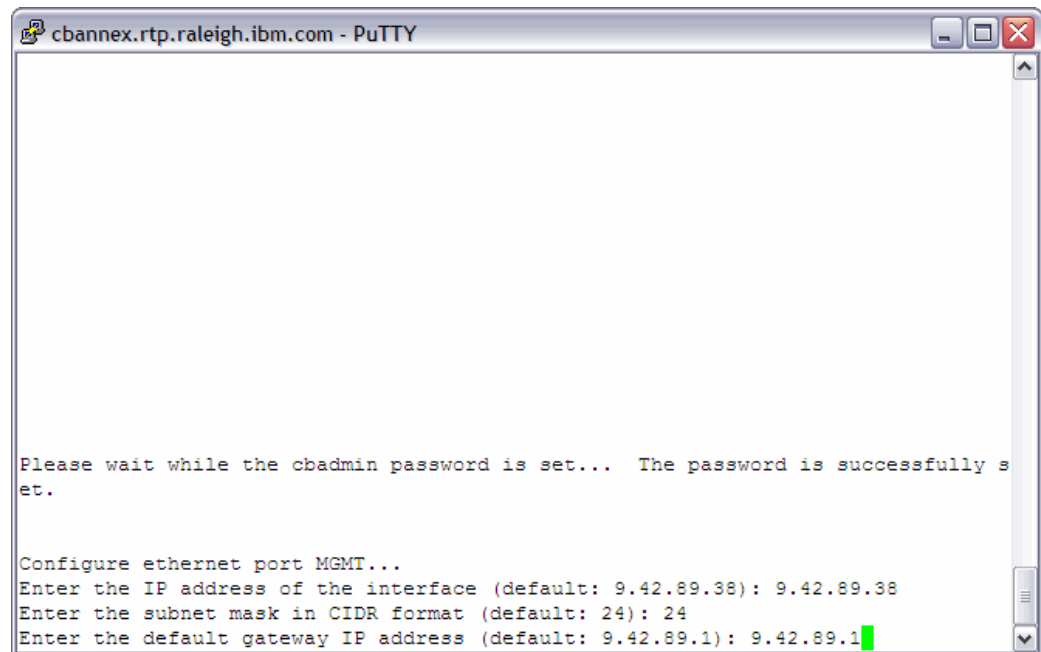 cbannex.rtp.raleigh.ibm.com - PuTTY
Please wait while the cbadmin password is set...  The password is successfully s
et.
Configure ethernet port MGMT...
Enter the IP address of the interface (default: 9.42.89.38): 9.42.89.38
Enter the subnet mask in CIDR format (default: 24): 24
Enter the default gateway IP address (default: 9.42.89.1): 9.42.89.1